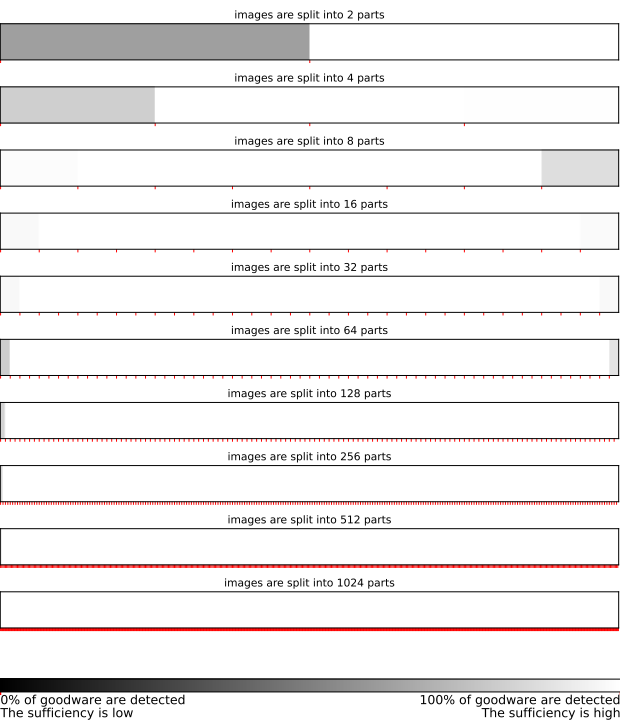 images are split into 2 parts
images are split into 4 parts
images are split into 8 parts
images are split into 16 parts
images are split into 32 parts
images are split into 64 parts
images are split into 128 parts
images are split into 256 parts
images are split into 512 parts
images are split into 1024 parts
0% of goodware are detected 100% of goodware are detected
The sufficiency is low The sufficiency is high